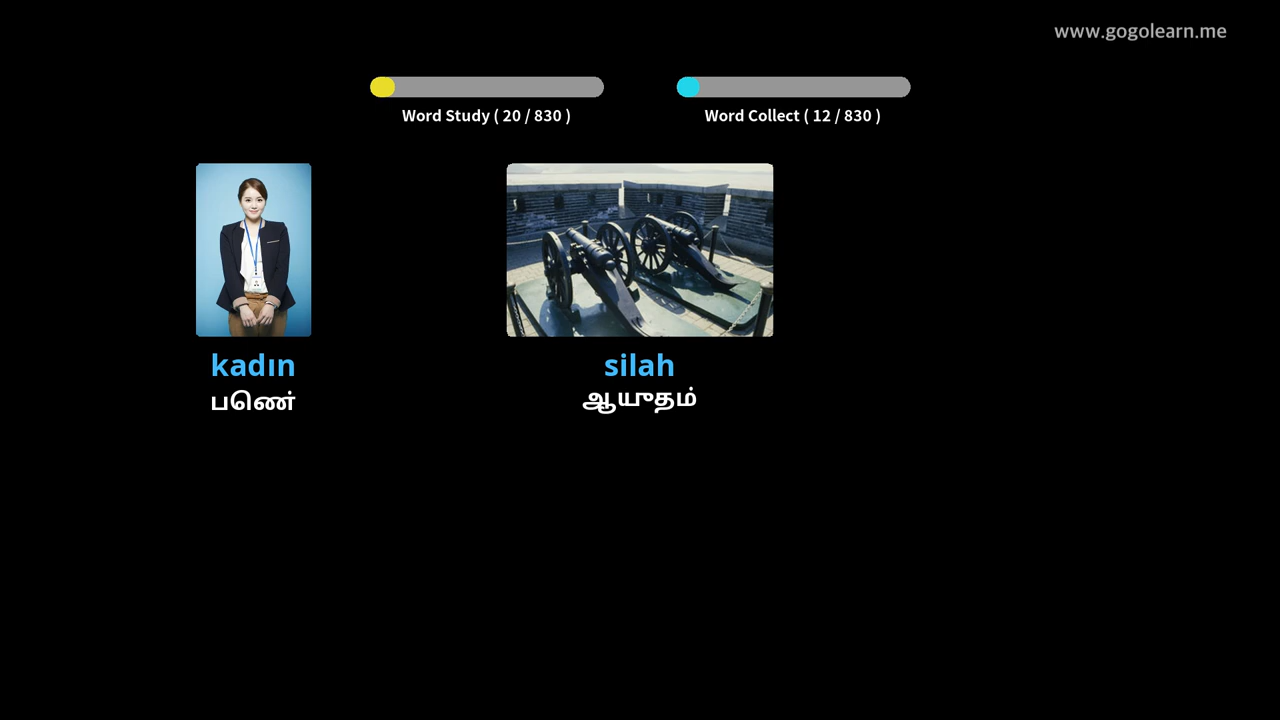 www.gogolearn.me
Word Study ( 20 / 830 )
Word Collect ( 12 / 830 )
kadın
பெண்
silah
ஆயுதம்